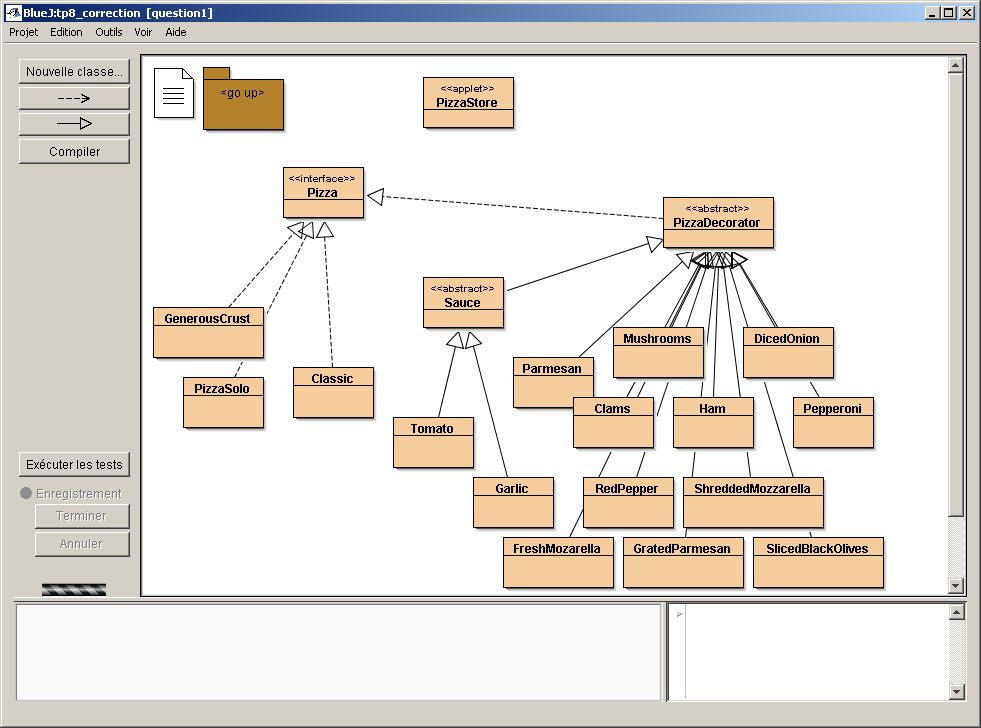 BlueJ:tp8_correction [question1]
Projet Edition Outils Voir Aide
Nouvelle classe...
Compiler
Exécuter les tests
Enregistrement
Terminer
Annuler
<go up>
<<applet>>
PizzaStore
<<interface>>
Pizza
<<abstract>>
PizzaDecorator
<<abstract>>
Sauce
GenerousCrust
PizzaSolo
Classic
Tomato
Garlic
Mushrooms
DicedOnion
Parmesan
Clams
Ham
Pepperoni
RedPepper
ShreddedMozzarella
FreshMozarella
GratedParmesan
SlicedBlackOlives